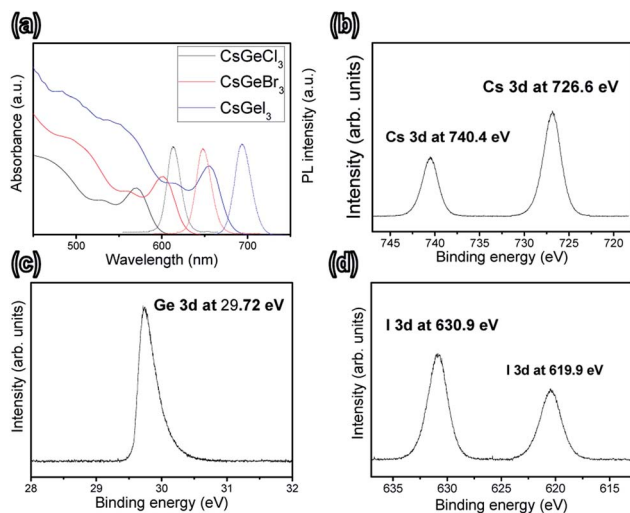 (a)
CsGeCl3
CsGeBr3
CsGeI3
Absorbance (a.u.)
PL intensity (a.u.)
500 600 700
Wavelength (nm)
(b)
Cs 3d at 726.6 eV
Cs 3d at 740.4 eV
Intensity (arb. units)
745 740 735 730 725 720
Binding energy (eV)
(c)
Ge 3d at 29.72 eV
Intensity (arb. units)
28 29 30 31 32
Binding energy (eV)
(d)
I 3d at 630.9 eV
I 3d at 619.9 eV
Intensity (arb. units)
635 630 625 620 615
Binding energy (eV)